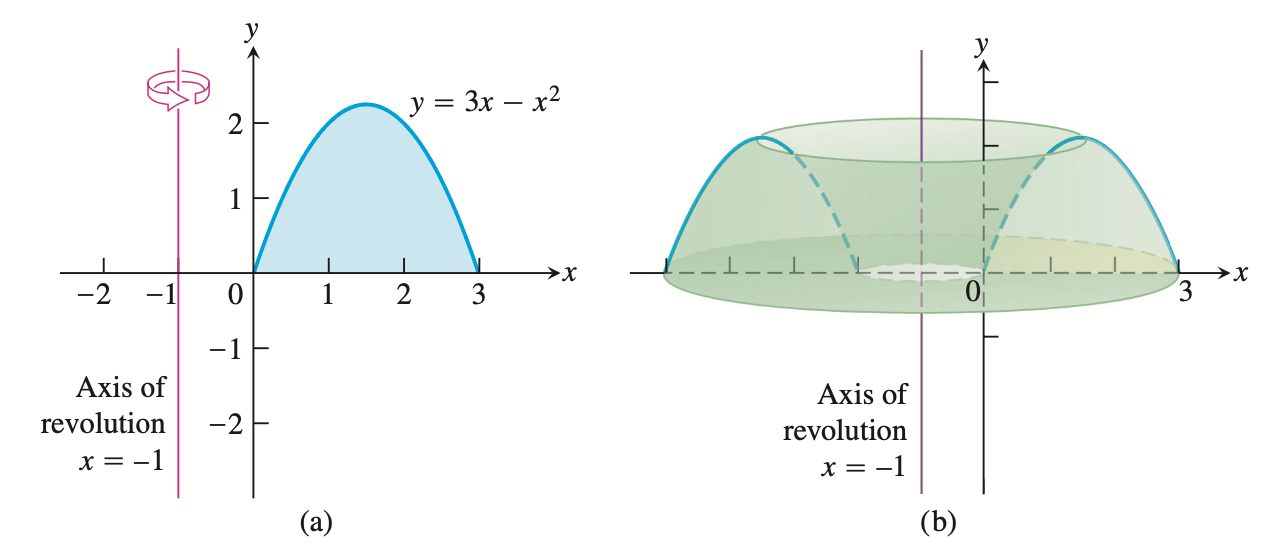 y
y = 3x − x²
2
1
−2 −1 0 1 2 3 x
−1
−2
Axis of
revolution
x = −1
(a)
y
0 3 x
Axis of
revolution
x = −1
(b)